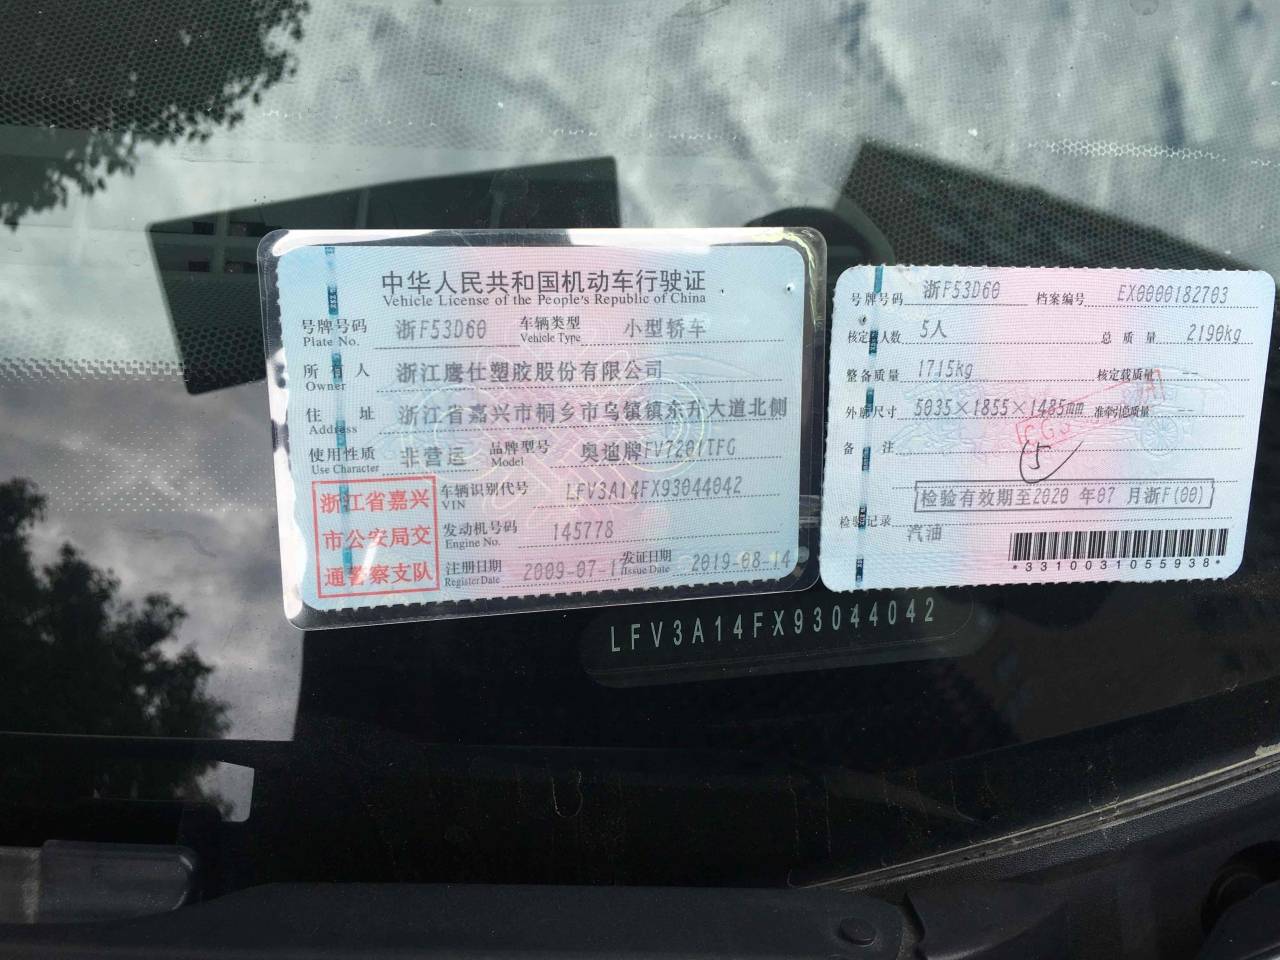 中华人民共和国机动车行驶证
Vehicle License of the People's Republic of China
号牌号码 浙F53D60 车辆类型 小型轿车
Plate No. Vehicle Type
所有人 浙江鹰仕塑胶股份有限公司
Owner
住址 浙江省嘉兴市桐乡市乌镇镇东升大道北侧
Address
使用性质 非营运 品牌型号 奥迪牌FV7201TFG
Use Character Model
浙江省嘉兴
市公安局交
通警察支队
车辆识别代号 LFV3A14FX93044042
VIN
发动机号码 145778
Engine No.
注册日期 2009-07-17 发证日期 2019-08-14
Register Date Issue Date
号牌号码 浙F53D60 档案编号 EX0000182703
核定载人数 5人 总质量 2190kg
整备质量 1715kg 核定载质量 --
外廓尺寸 5035×1855×1485mm 准牵引总质量 --
备注
5
检验有效期至2020年07月浙F(00)
检验记录
汽油
*3310031055938*
LFV3A14FX93044042